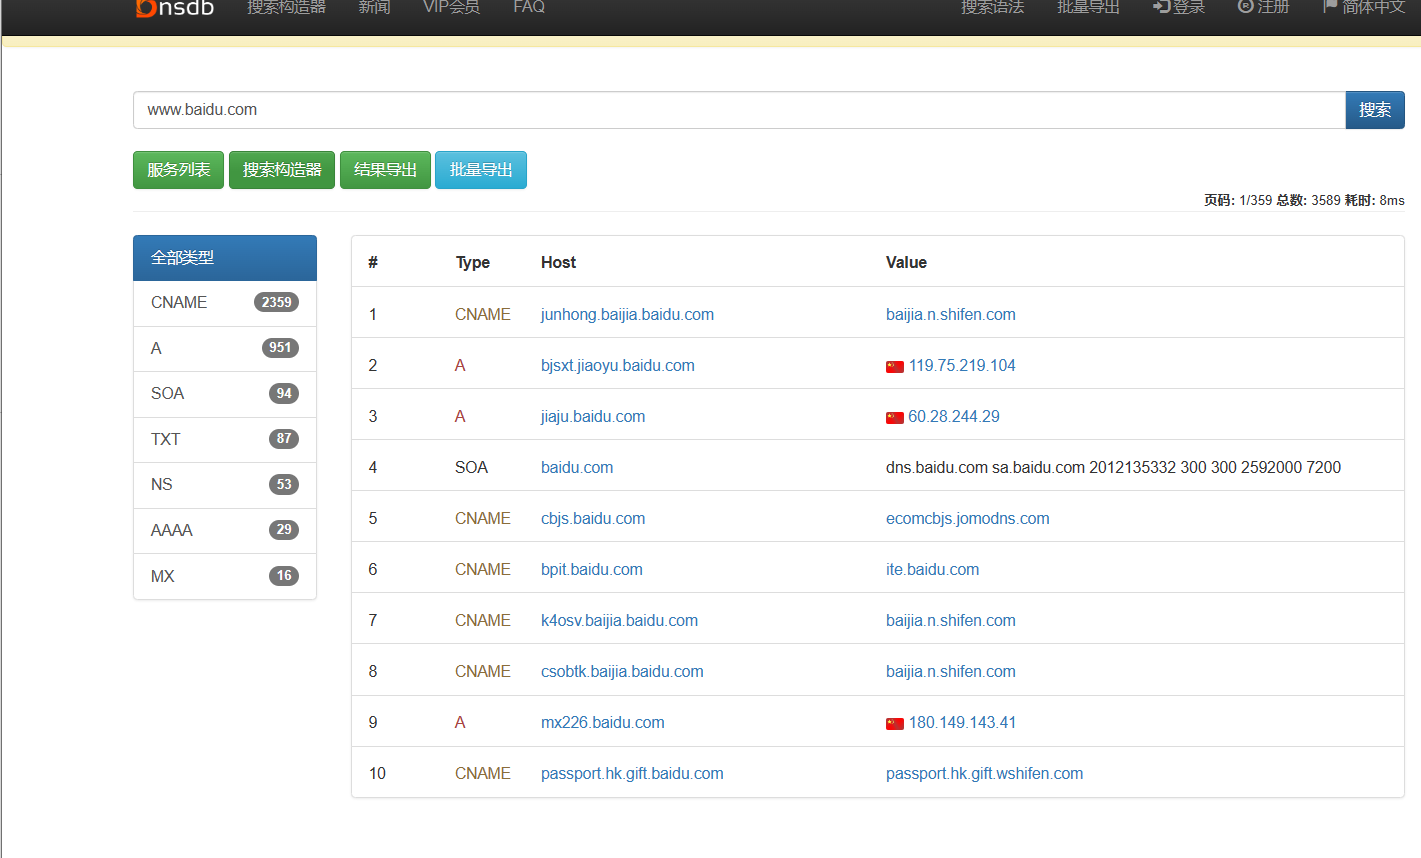 Dnsdb 搜索构造器 新闻 VIP会员 FAQ 搜索语法 批量导出 登录 注册 简体中文
www.baidu.com 搜索
服务列表 搜索构造器 结果导出 批量导出
页码: 1/359 总数: 3589 耗时: 8ms
全部类型
CNAME 2359
A 951
SOA 94
TXT 87
NS 53
AAAA 29
MX 16
# Type Host Value
1 CNAME junhong.baijia.baidu.com baijia.n.shifen.com
2 A bjsxt.jiaoyu.baidu.com 119.75.219.104
3 A jiaju.baidu.com 60.28.244.29
4 SOA baidu.com dns.baidu.com sa.baidu.com 2012135332 300 300 2592000 7200
5 CNAME cbjs.baidu.com ecomcbjs.jomodns.com
6 CNAME bpit.baidu.com ite.baidu.com
7 CNAME k4osv.baijia.baidu.com baijia.n.shifen.com
8 CNAME csobtk.baijia.baidu.com baijia.n.shifen.com
9 A mx226.baidu.com 180.149.143.41
10 CNAME passport.hk.gift.baidu.com passport.hk.gift.wshifen.com